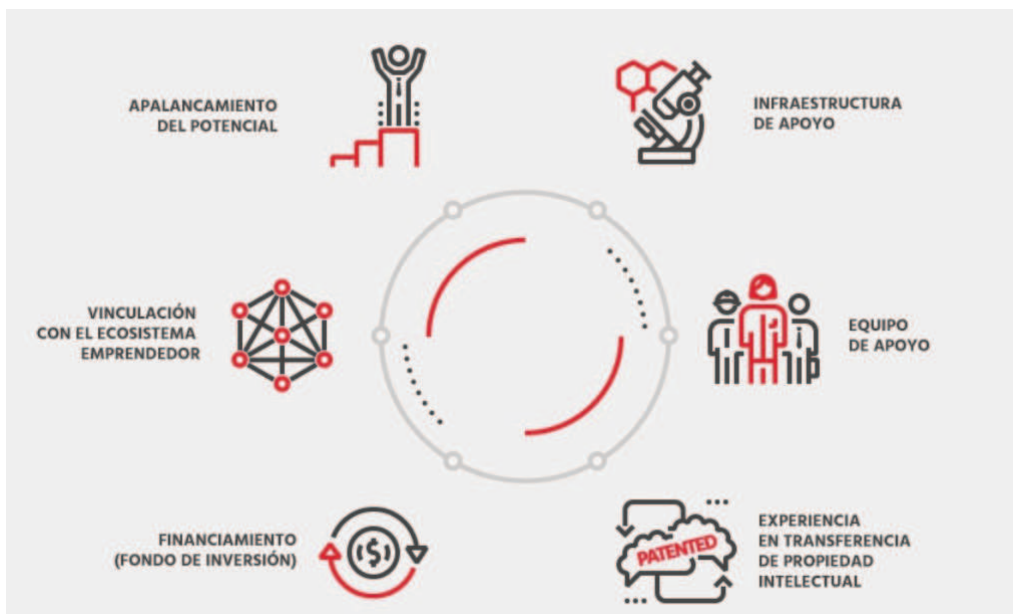 APALANCAMIENTO
DEL POTENCIAL
INFRAESTRUCTURA
DE APOYO
VINCULACIÓN
CON EL ECOSISTEMA
EMPRENDEDOR
EQUIPO
DE APOYO
FINANCIAMIENTO
(FONDO DE INVERSIÓN)
$
PATENTED
EXPERIENCIA
EN TRANSFERENCIA
DE PROPIEDAD
INTELECTUAL